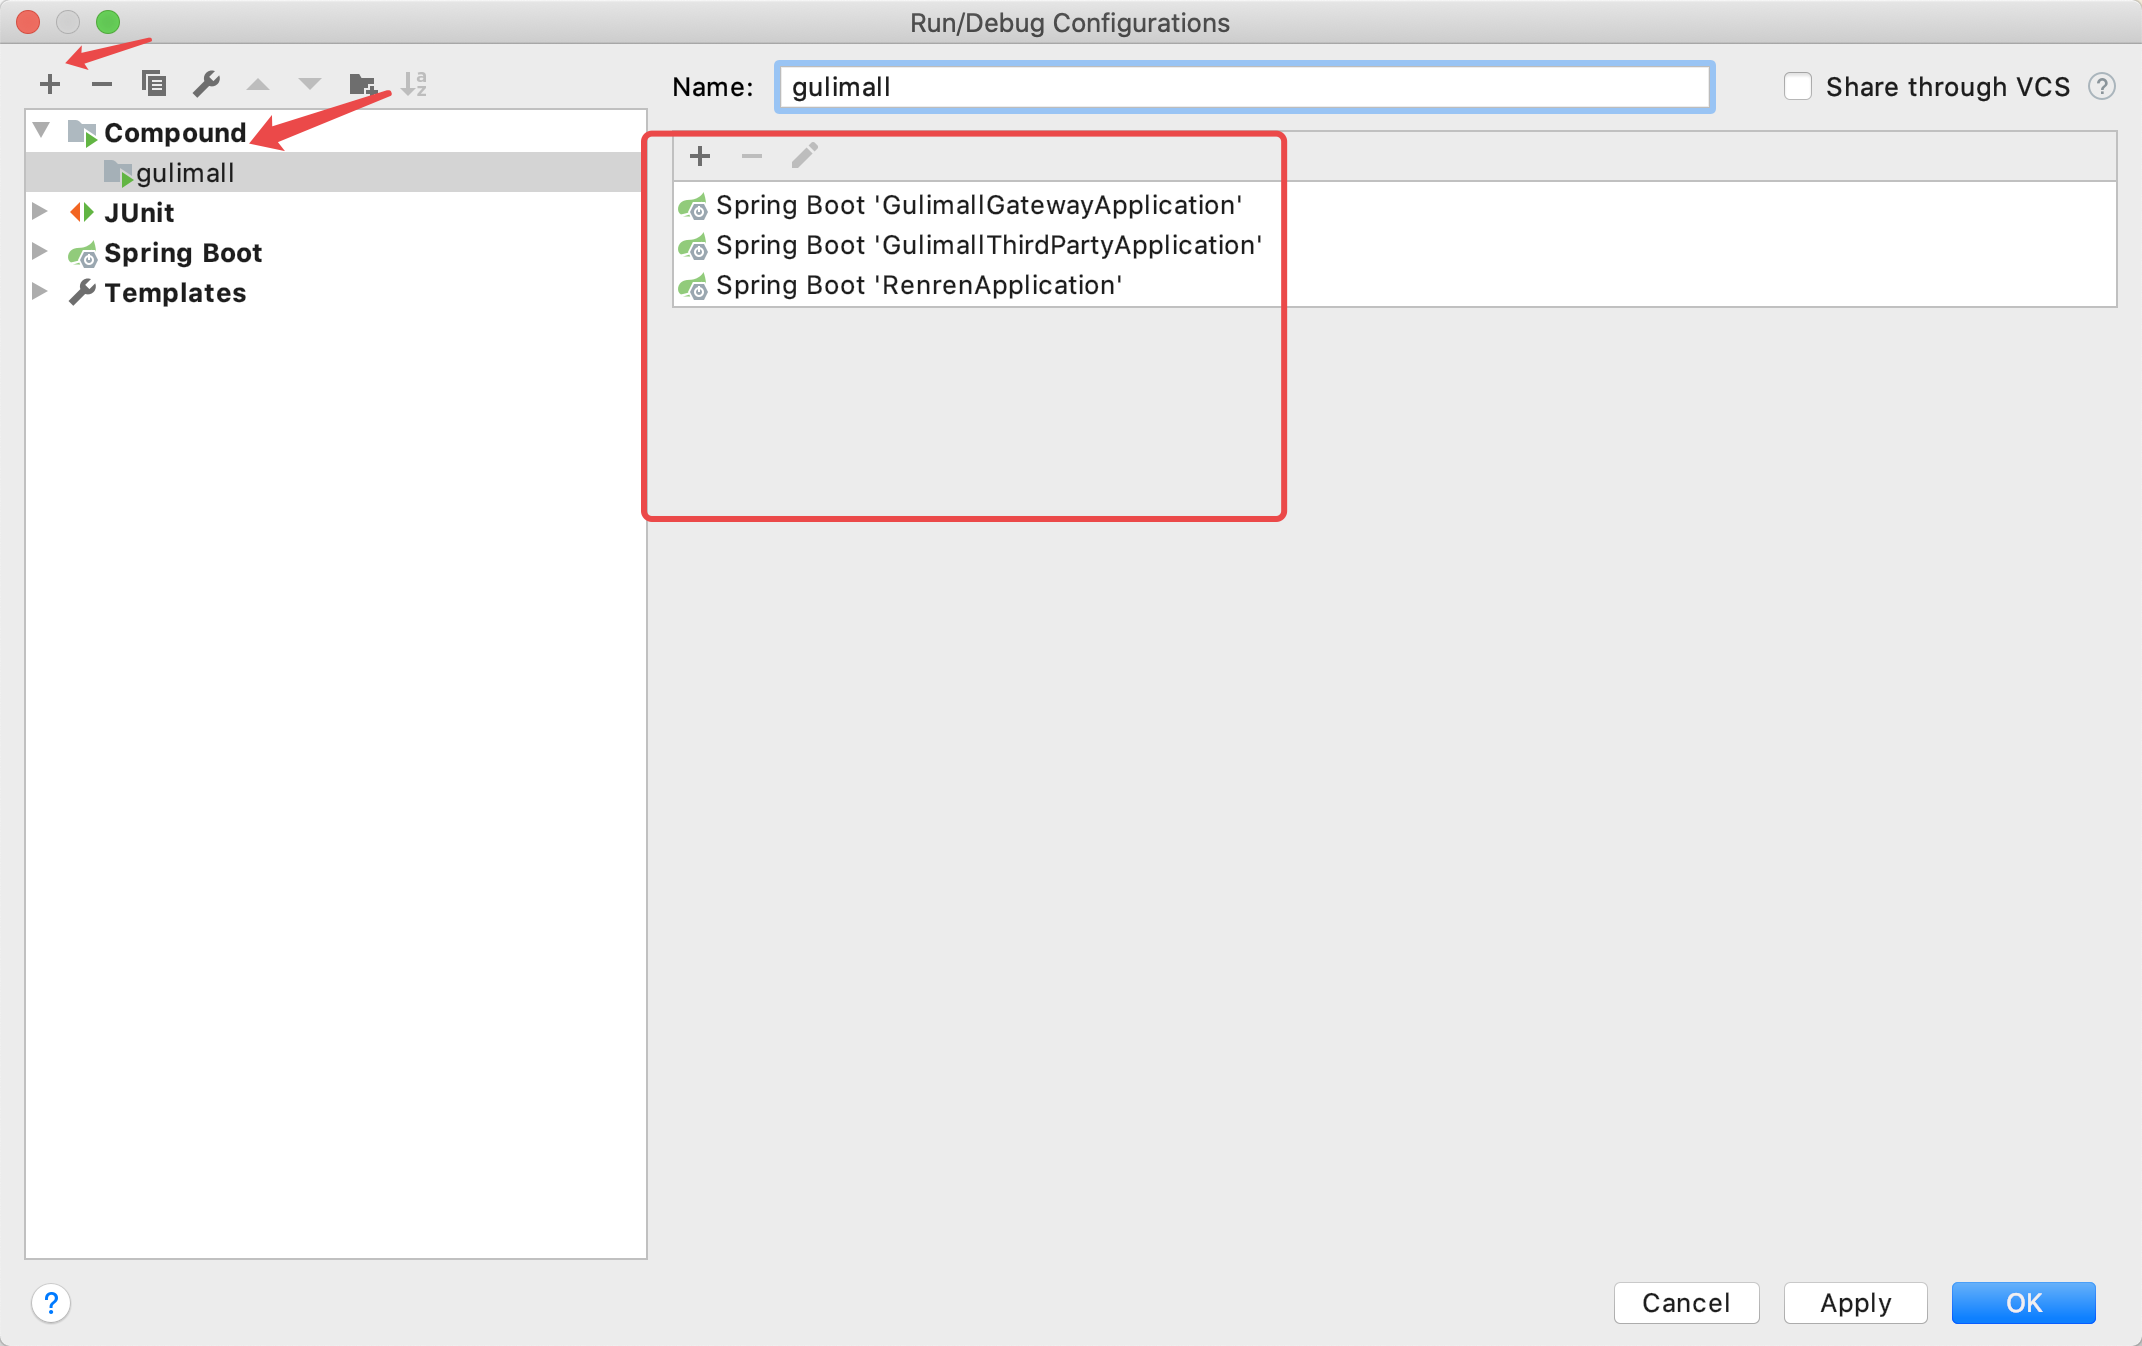 Run/Debug Configurations
Name: gulimall
Share through VCS ?
Compound
gulimall
JUnit
Spring Boot
Templates
Spring Boot 'GulimallGatewayApplication'
Spring Boot 'GulimallThirdPartyApplication'
Spring Boot 'RenrenApplication'
?
Cancel
Apply
OK